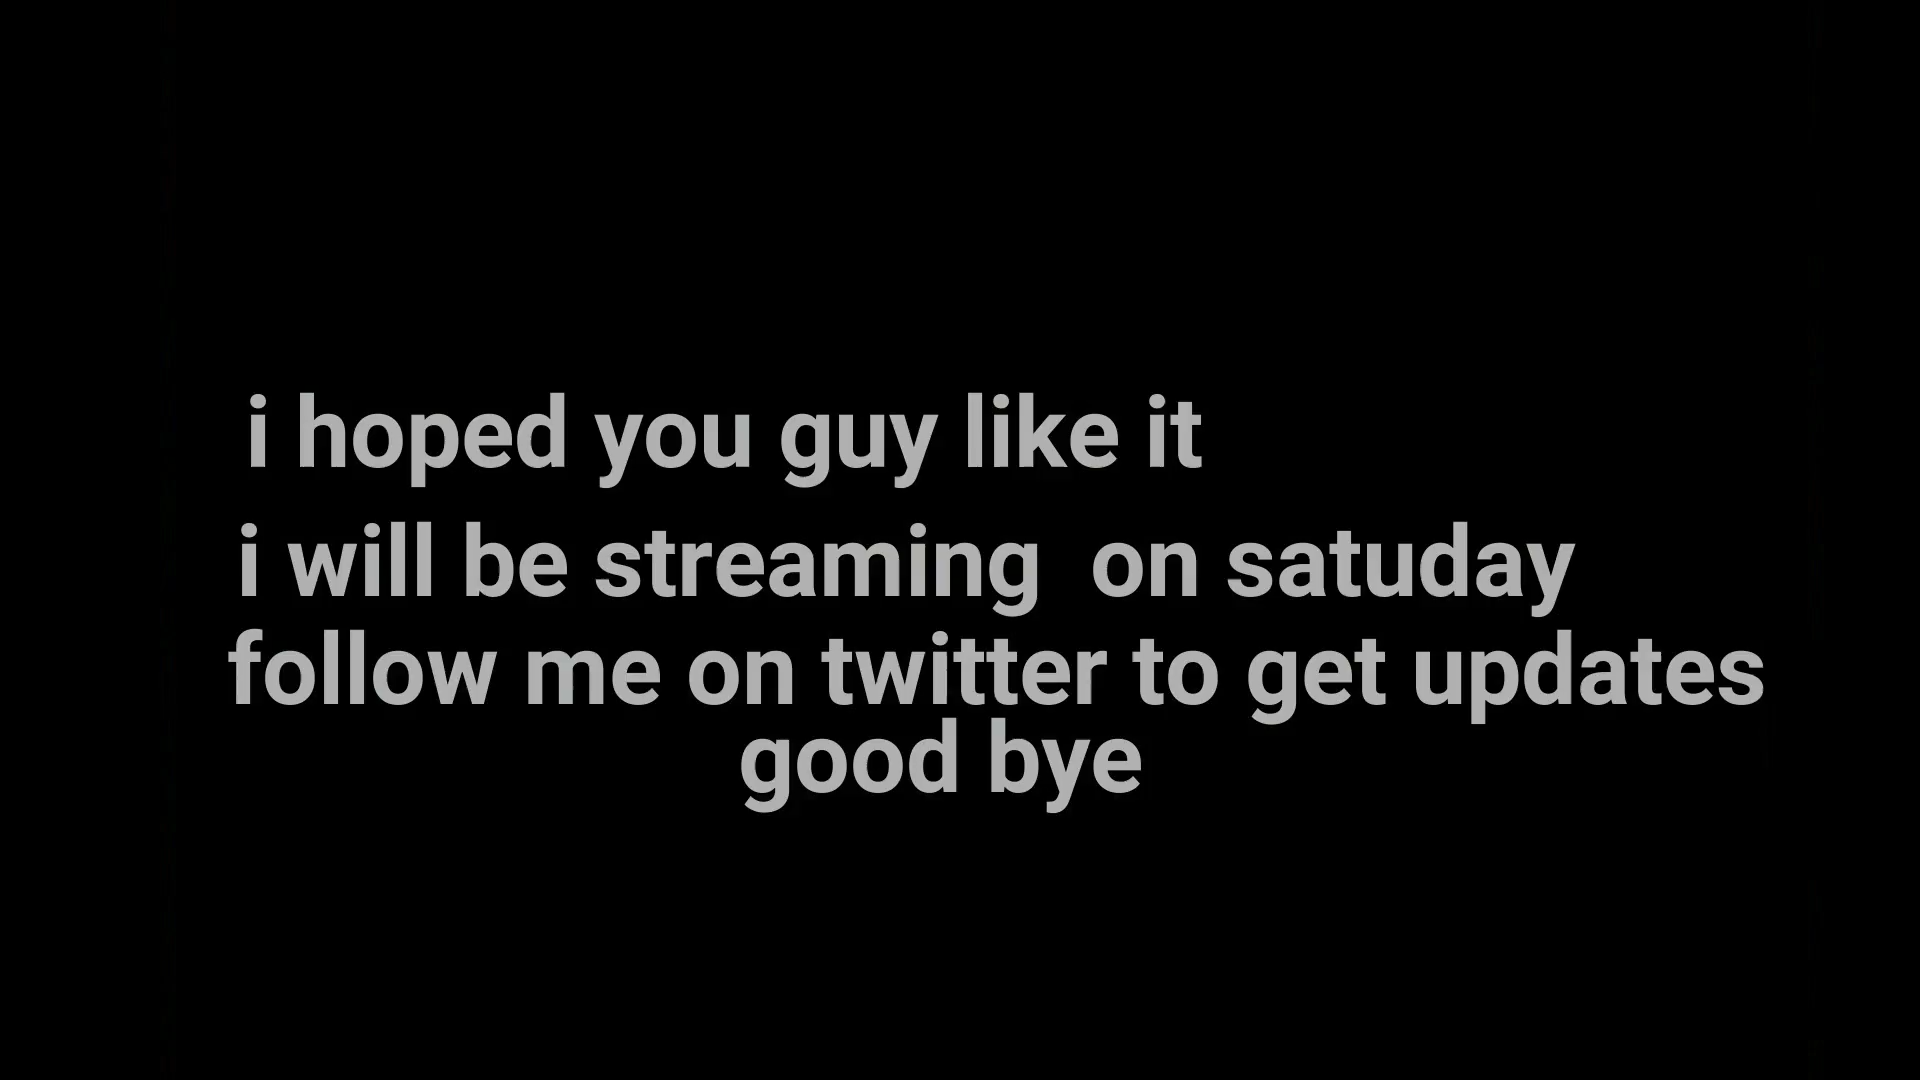 i hoped you guy like it
i will be streaming  on satuday
follow me on twitter to get updates
good bye